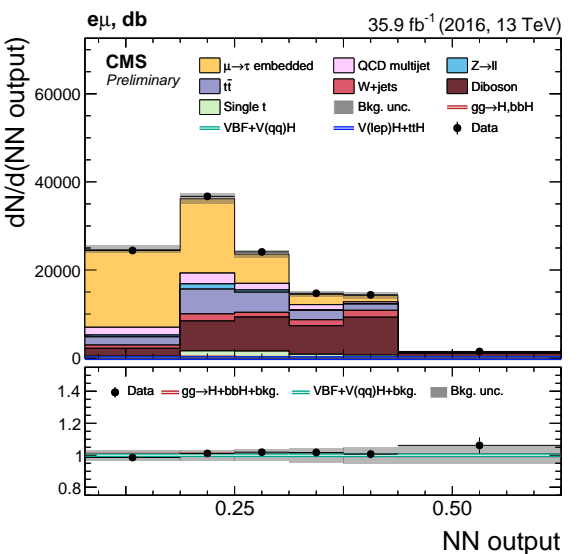 eμ, db 35.9 fb⁻¹ (2016, 13 TeV)
CMS
Preliminary
μ→τ embedded QCD multijet Z→ll
tt̄ W+jets Diboson
Single t Bkg. unc. gg→H,bbH
VBF+V(qq)H V(lep)H+ttH Data
dN/d(NN output)
60000
40000
20000
0
Data gg→H+bbH+bkg. VBF+V(qq)H+bkg. Bkg. unc.
1.4
1.2
1
0.8
0.25 0.50
NN output